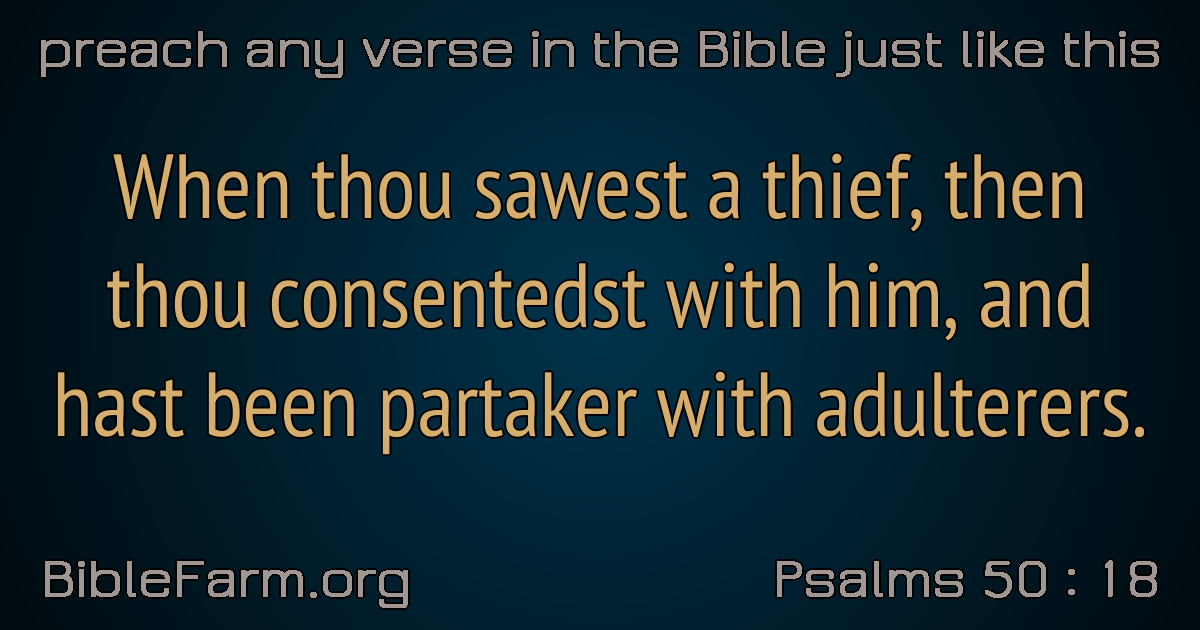 preach any verse in the Bible just like this
When thou sawest a thief, then
thou consentedst with him, and
hast been partaker with adulterers.
BibleFarm.org
Psalms 50 : 18